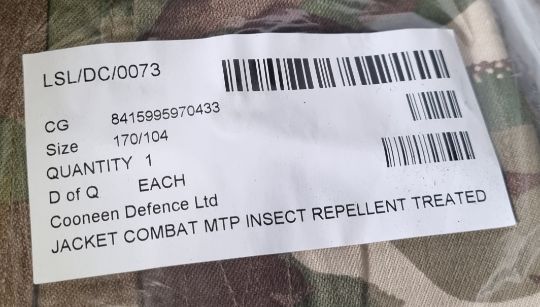 LSL/DC/0073
CG 8415995970433
Size 170/104
QUANTITY 1
D of Q EACH
Cooneen Defence Ltd
JACKET COMBAT MTP INSECT REPELLENT TREATED